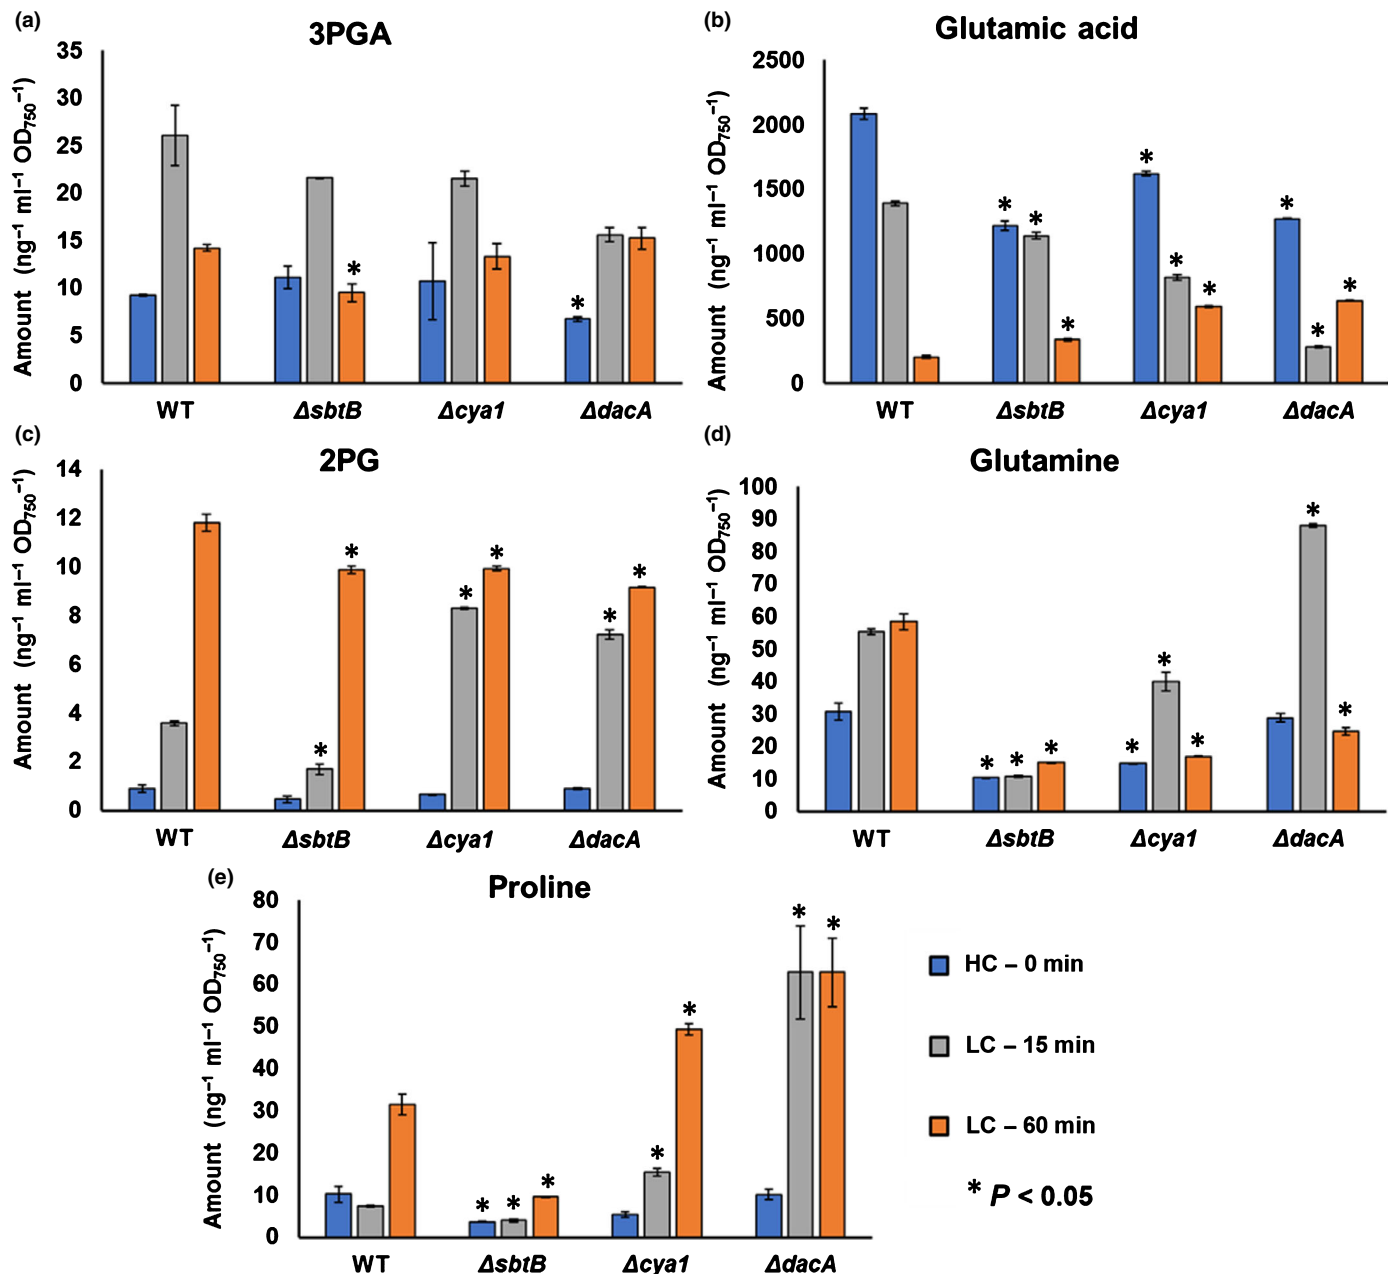 (a)
3PGA
Amount (ng⁻¹ ml⁻¹ OD₇₅₀⁻¹)
35
30
25
20
15
10
5
0
*
*
WT
ΔsbtB
Δcya1
ΔdacA
(b)
Glutamic acid
Amount (ng⁻¹ ml⁻¹ OD₇₅₀⁻¹)
2500
2000
1500
1000
500
0
* * * * * * * * *
WT
ΔsbtB
Δcya1
ΔdacA
(c)
2PG
Amount (ng⁻¹ ml⁻¹ OD₇₅₀⁻¹)
14
12
10
8
6
4
2
0
* * * * * *
WT
ΔsbtB
Δcya1
ΔdacA
(d)
Glutamine
Amount (ng⁻¹ ml⁻¹ OD₇₅₀⁻¹)
100
90
80
70
60
50
40
30
20
10
0
* * * * * * * *
WT
ΔsbtB
Δcya1
ΔdacA
(e)
Proline
Amount (ng⁻¹ ml⁻¹ OD₇₅₀⁻¹)
80
70
60
50
40
30
20
10
0
* * * * * * *
WT
ΔsbtB
Δcya1
ΔdacA
HC – 0 min
LC – 15 min
LC – 60 min
* P < 0.05